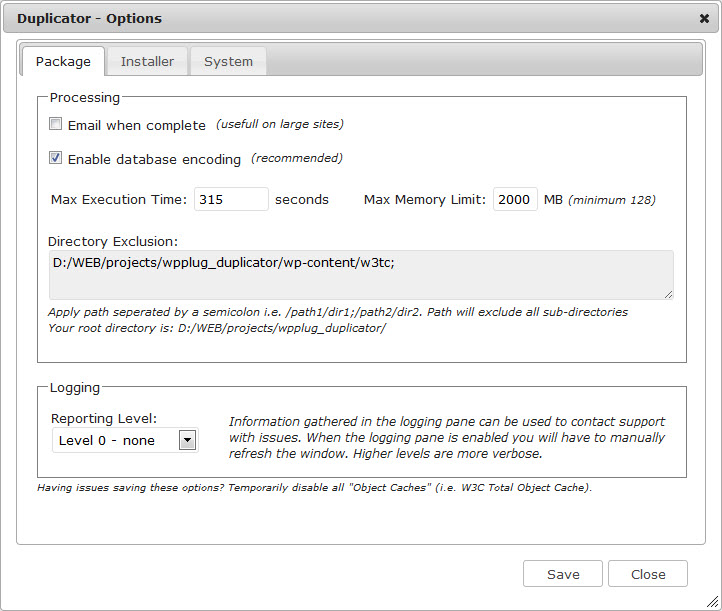 Duplicator - Options
Package Installer System
Processing
Email when complete (usefull on large sites)
Enable database encoding (recommended)
Max Execution Time: 315 seconds Max Memory Limit: 2000 MB (minimum 128)
Directory Exclusion:
D:/WEB/projects/wpplug_duplicator/wp-content/w3tc;
Apply path seperated by a semicolon i.e. /path1/dir1;/path2/dir2. Path will exclude all sub-directories
Your root directory is: D:/WEB/projects/wpplug_duplicator/
Logging
Reporting Level:
Level 0 - none
Information gathered in the logging pane can be used to contact support
with issues. When the logging pane is enabled you will have to manually
refresh the window. Higher levels are more verbose.
Having issues saving these options? Temporarily disable all "Object Caches" (i.e. W3C Total Object Cache).
Save Close